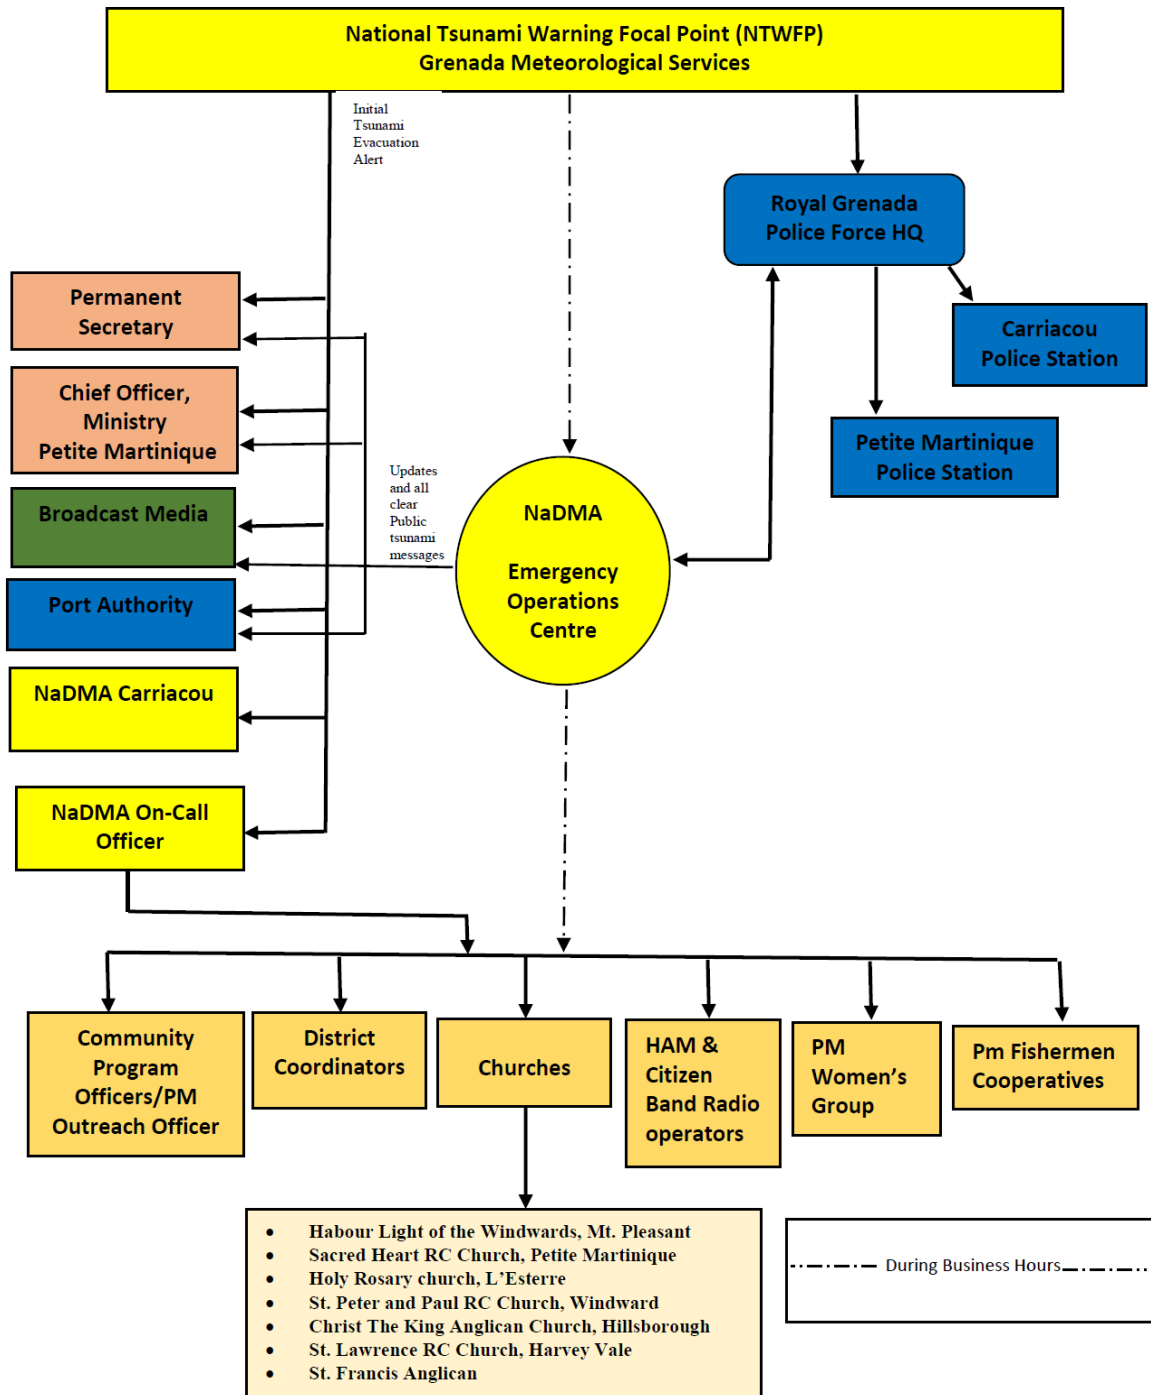 National Tsunami Warning Focal Point (NTWFP)
Grenada Meteorological Services
Initial
Tsunami
Evacuation
Alert
Royal Grenada
Police Force HQ
Carriacou
Police Station
Petite Martinique
Police Station
Permanent
Secretary
Chief Officer,
Ministry
Petite Martinique
Broadcast Media
Port Authority
NaDMA Carriacou
NaDMA On-Call
Officer
Updates
and all
clear
Public
tsunami
messages
NaDMA
Emergency
Operations
Centre
Community
Program
Officers/PM
Outreach Officer
District
Coordinators
Churches
HAM &
Citizen
Band Radio
operators
PM
Women's
Group
Pm Fishermen
Cooperatives
• Habour Light of the Windwards, Mt. Pleasant
• Sacred Heart RC Church, Petite Martinique
• Holy Rosary church, L'Esterre
• St. Peter and Paul RC Church, Windward
• Christ The King Anglican Church, Hillsborough
• St. Lawrence RC Church, Harvey Vale
• St. Francis Anglican
During Business Hours